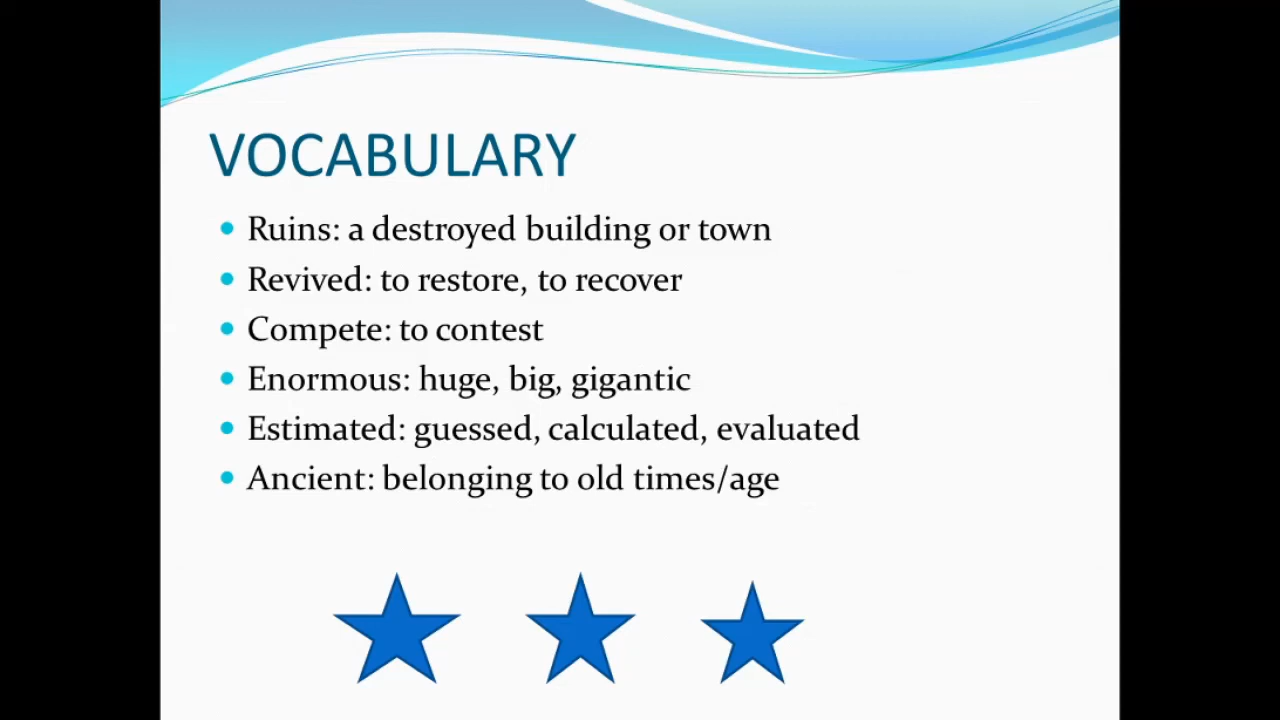 VOCABULARY
Ruins: a destroyed building or town
Revived: to restore, to recover
Compete: to contest
Enormous: huge, big, gigantic
Estimated: guessed, calculated, evaluated
Ancient: belonging to old times/age